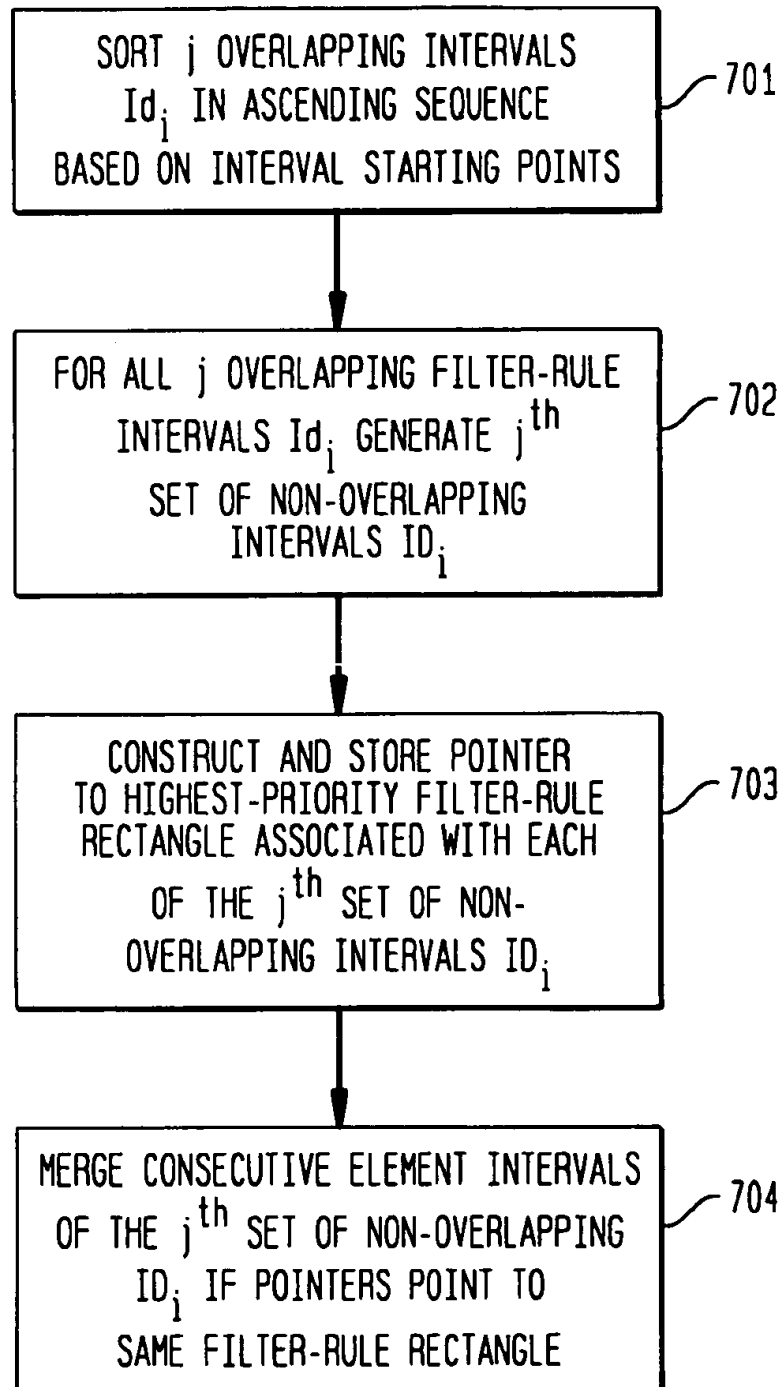 SORT j OVERLAPPING INTERVALS
Id_i IN ASCENDING SEQUENCE
BASED ON INTERVAL STARTING POINTS
701
FOR ALL j OVERLAPPING FILTER-RULE
INTERVALS Id_i GENERATE j^th
SET OF NON-OVERLAPPING
INTERVALS ID_i
702
CONSTRUCT AND STORE POINTER
TO HIGHEST-PRIORITY FILTER-RULE
RECTANGLE ASSOCIATED WITH EACH
OF THE j^th SET OF NON-
OVERLAPPING INTERVALS ID_i
703
MERGE CONSECUTIVE ELEMENT INTERVALS
OF THE j^th SET OF NON-OVERLAPPING
ID_i IF POINTERS POINT TO
SAME FILTER-RULE RECTANGLE
704